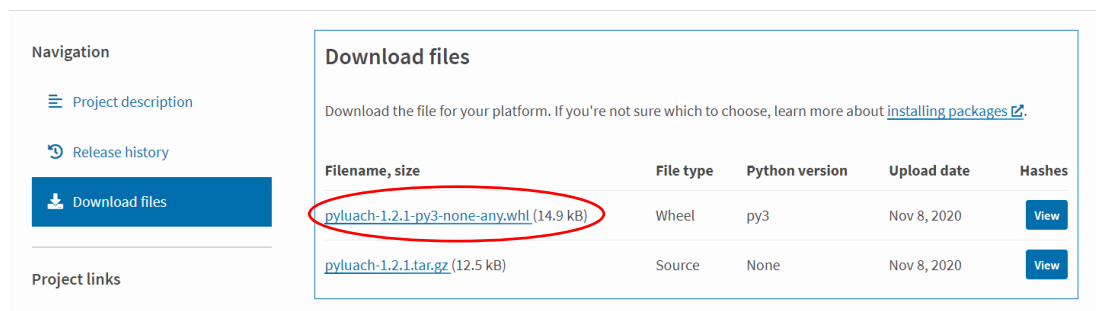 Navigation
Project description
Release history
Download files
Project links
Download files
Download the file for your platform. If you're not sure which to choose, learn more about installing packages.
Filename, size File type Python version Upload date Hashes
pyluach-1.2.1-py3-none-any.whl (14.9 kB) Wheel py3 Nov 8, 2020 View
pyluach-1.2.1.tar.gz (12.5 kB) Source None Nov 8, 2020 View